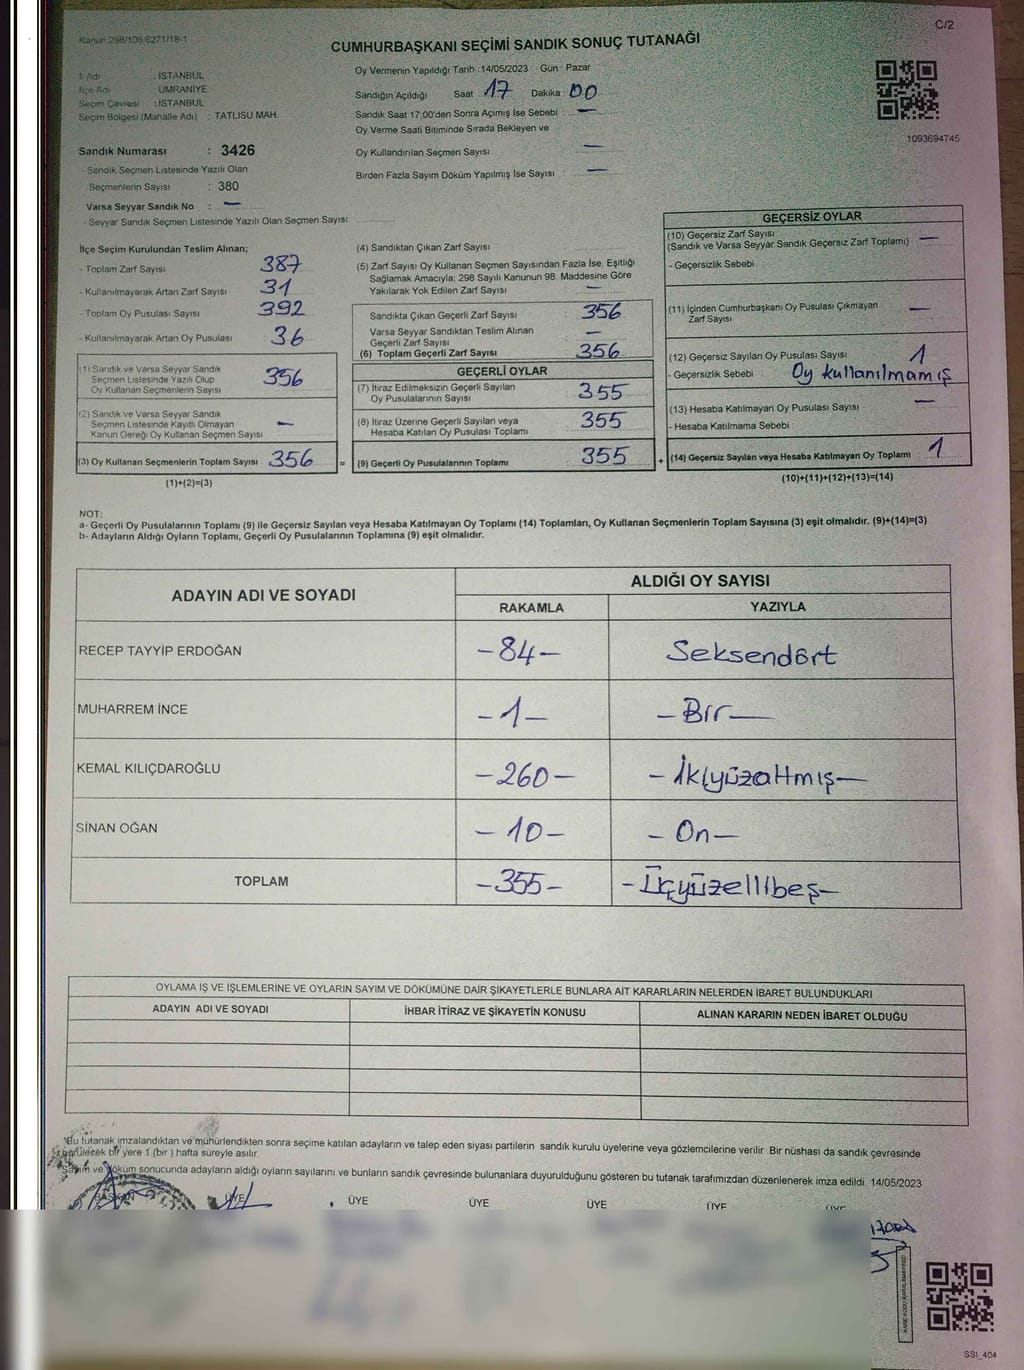 C/2
Kanun 298/105 6271/18-1
CUMHURBAŞKANI SEÇİMİ SANDIK SONUÇ TUTANAĞI
İl Adı : İSTANBUL
İlçe Adı ÜMRANİYE
Seçim Çevresi : İSTANBUL
Seçim Bölgesi (Mahalle Adı) : TATLISU MAH.
Sandık Numarası : 3426
- Sandık Seçmen Listesinde Yazılı Olan
Seçmenlerin Sayısı : 380
Varsa Seyyar Sandık No : —
- Seyyar Sandık Seçmen Listesinde Yazılı Olan Seçmen Sayısı:
Oy Vermenin Yapıldığı Tarih :14/05/2023 Gün : Pazar
Sandığın Açıldığı Saat 17 Dakika : 00
Sandık Saat 17:00'den Sonra Açımış İse Sebebi : —
Oy Verme Saati Bitiminde Sırada Bekleyen ve
Oy Kullandırılan Seçmen Sayısı —
Birden Fazla Sayım Döküm Yapılmış İse Sayısı : —
1093694745
İlçe Seçim Kurulundan Teslim Alınan;
- Toplam Zarf Sayısı 387
- Kullanılmayarak Artan Zarf Sayısı : 31
- Toplam Oy Pusulası Sayısı : 392
- Kullanılmayarak Artan Oy Pusulası 36
(1) Sandık ve Varsa Seyyar Sandık
Seçmen Listesinde Yazılı Olup
Oy Kullanan Seçmenlerin Sayısı 356
(2) Sandık ve Varsa Seyyar Sandık
Seçmen Listesinde Kayıtlı Olmayan
Kanun Gereği Oy Kullanan Seçmen Sayısı —
(3) Oy Kullanan Seçmenlerin Toplam Sayısı 356 =
(1)+(2)=(3)
(4) Sandıktan Çıkan Zarf Sayısı
(5) Zarf Sayısı Oy Kullanan Seçmen Sayısından Fazla İse, Eşitliği
Sağlamak Amacıyla; 298 Sayılı Kanunun 98. Maddesine Göre
Yakılarak Yok Edilen Zarf Sayısı : —
Sandıkta Çıkan Geçerli Zarf Sayısı : 356
Varsa Seyyar Sandıktan Teslim Alınan
Geçerli Zarf Sayısı —
(6) Toplam Geçerli Zarf Sayısı 356
GEÇERLİ OYLAR
(7) İtiraz Edilmeksizin Geçerli Sayılan
Oy Pusulalarının Sayısı : 355
(8) İtiraz Üzerine Geçerli Sayılan veya
Hesaba Katılan Oy Pusulası Toplamı 355
(9) Geçerli Oy Pusulalarının Toplamı 355 +
GEÇERSİZ OYLAR
(10) Geçersiz Zarf Sayısı
(Sandık ve Varsa Seyyar Sandık Geçersiz Zarf Toplamı) —
- Geçersizlik Sebebi
(11) İçinden Cumhurbaşkanı Oy Pusulası Çıkmayan
Zarf Sayısı —
(12) Geçersiz Sayılan Oy Pusulası Sayısı 1
- Geçersizlik Sebebi : Oy kullanılmamış
(13) Hesaba Katılmayan Oy Pusulası Sayısı —
- Hesaba Katılmama Sebebi
(14) Geçersiz Sayılan veya Hesaba Katılmayan Oy Toplamı 1
(10)+(11)+(12)+(13)=(14)
NOT:
a- Geçerli Oy Pusulalarının Toplamı (9) ile Geçersiz Sayılan veya Hesaba Katılmayan Oy Toplamı (14) Toplamları, Oy Kullanan Seçmenlerin Toplam Sayısına (3) eşit olmalıdır. (9)+(14)=(3)
b- Adayların Aldığı Oyların Toplamı, Geçerli Oy Pusulalarının Toplamına (9) eşit olmalıdır.
ADAYIN ADI VE SOYADI ALDIĞI OY SAYISI
RAKAMLA YAZIYLA
RECEP TAYYİP ERDOĞAN -84- Seksendört
MUHARREM İNCE -1- -Bir-
KEMAL KILIÇDAROĞLU -260- -İkiyüzaltmış-
SİNAN OĞAN -10- -On-
TOPLAM -355- -Üçyüzellibeş-
OYLAMA İŞ VE İŞLEMLERİNE VE OYLARIN SAYIM VE DÖKÜMÜNE DAİR ŞİKAYETLERLE BUNLARA AİT KARARLARIN NELERDEN İBARET BULUNDUKLARI
ADAYIN ADI VE SOYADI İHBAR İTİRAZ VE ŞİKAYETİN KONUSU ALINAN KARARIN NEDEN İBARET OLDUĞU
Bu tutanak imzalandıktan ve mühürlendikten sonra seçime katılan adayların ve talep eden siyasi partilerin sandık kurulu üyelerine veya gözlemcilerine verilir. Bir nüshası da sandık çevresinde
görülecek bir yere 1 (bir ) hafta süreyle asılır.
Sayım ve döküm sonucunda adayların aldığı oyların sayılarını ve bunların sandık çevresinde bulunanlara duyurulduğunu gösteren bu tutanak tarafımızdan düzenlenerek imza edildi. 14/05/2023
BAŞKAN ÜYE ÜYE ÜYE ÜYE ÜYE ÜYE
SS1_404